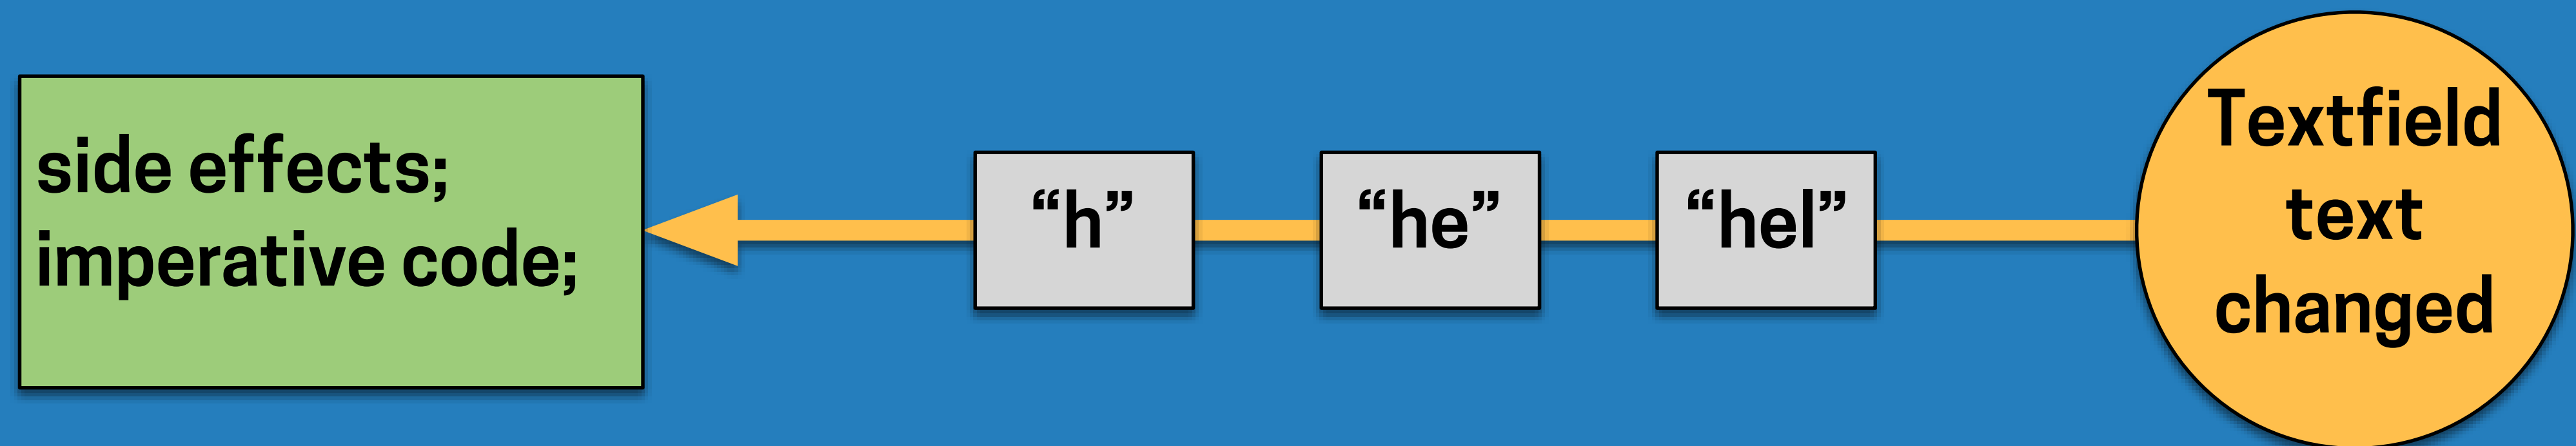 side effects;
imperative code;
“h”
“he”
“hel”
Textfield
text
changed